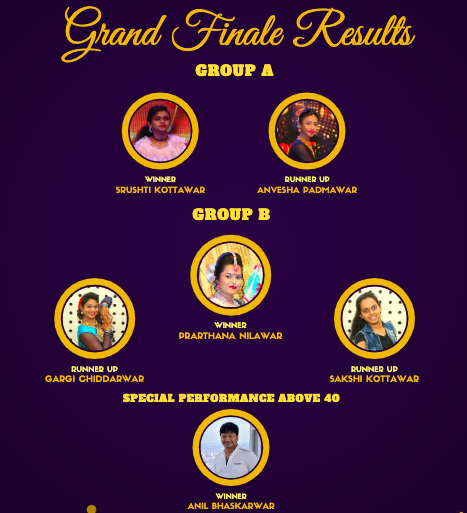 Grand Finale Results
GROUP A
WINNER
SRUSHTI KOTTAWAR
RUNNER UP
ANVESHA PADMAWAR
GROUP B
WINNER
PRARTHANA NILAWAR
RUNNER UP
GARGI CHIDDARWAR
RUNNER UP
SAKSHI KOTTAWAR
SPECIAL PERFORMANCE ABOVE 40
WINNER
ANIL BHASKARWAR